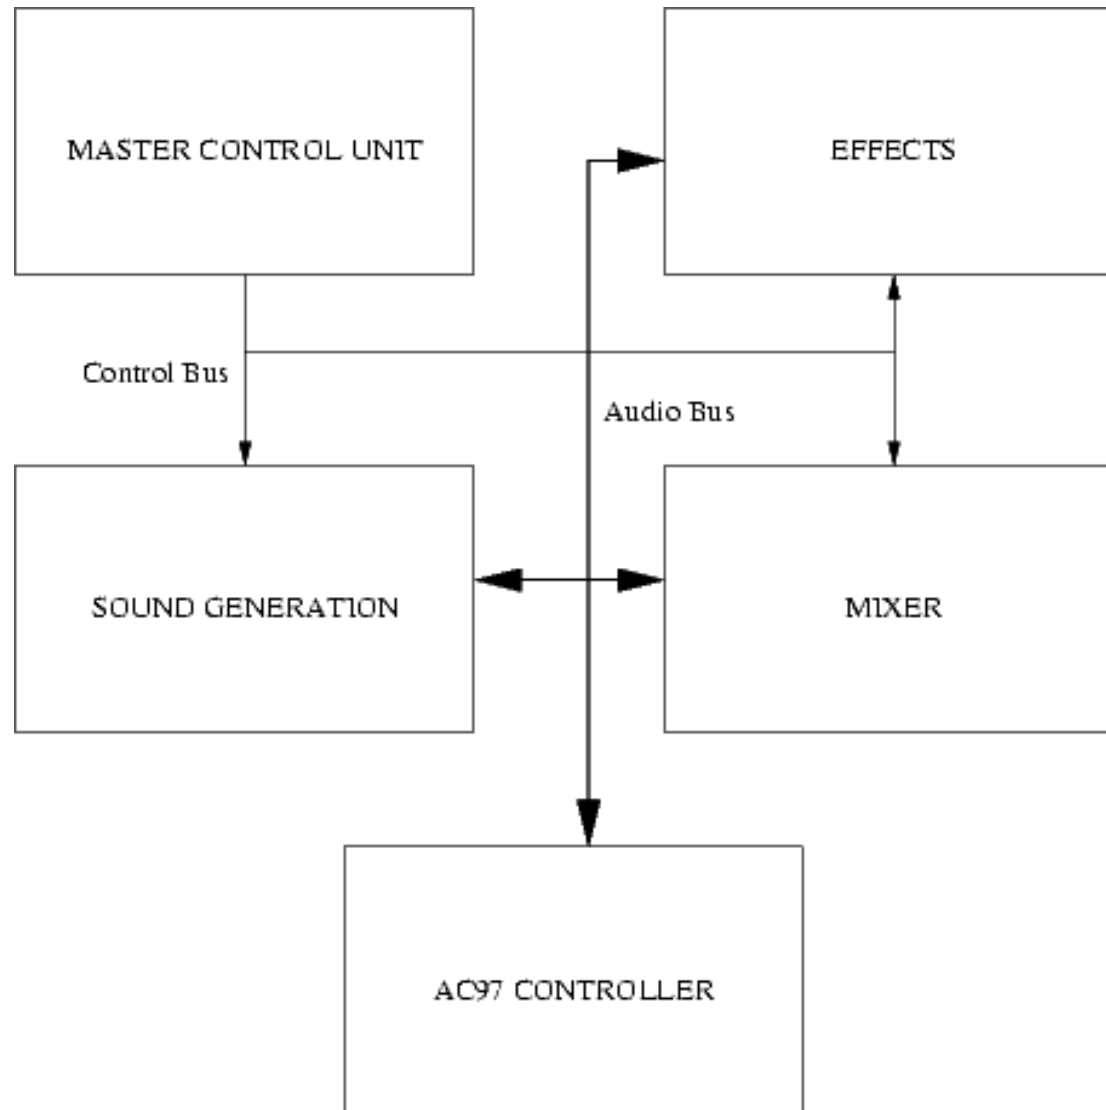 MASTER CONTROL UNIT
EFFECTS
Control Bus
Audio Bus
SOUND GENERATION
MIXER
AC97 CONTROLLER